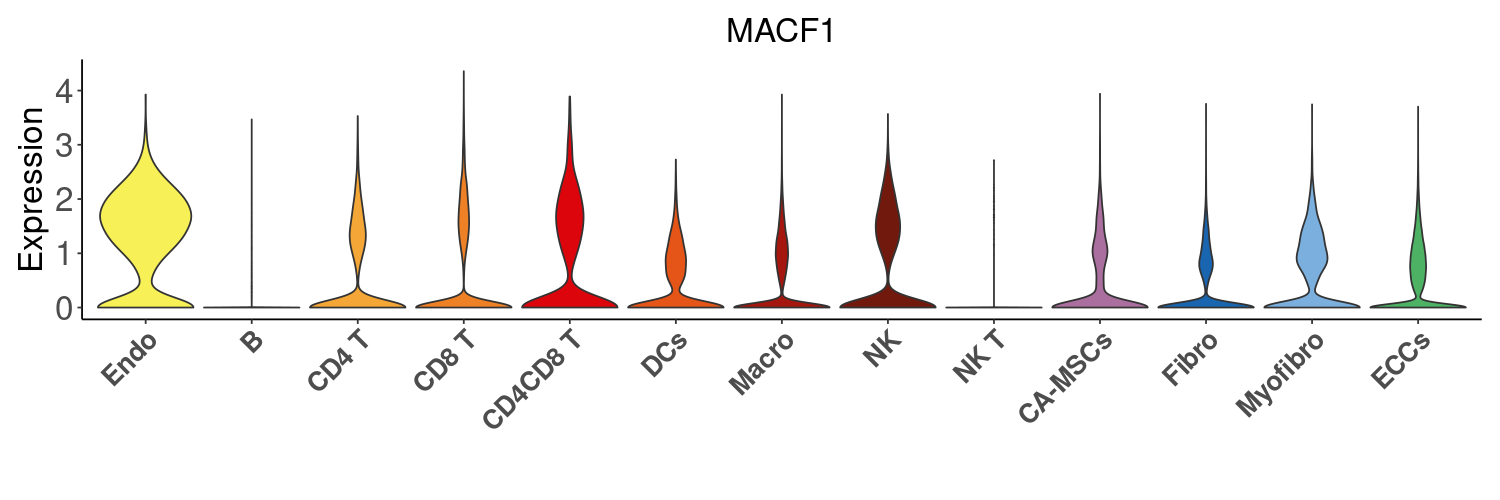 MACF1
Expression
4
3
2
1
0
Endo
B
CD4 T
CD8 T
CD4CD8 T
DCs
Macro
NK
NK T
CA-MSCs
Fibro
Myofibro
ECCs